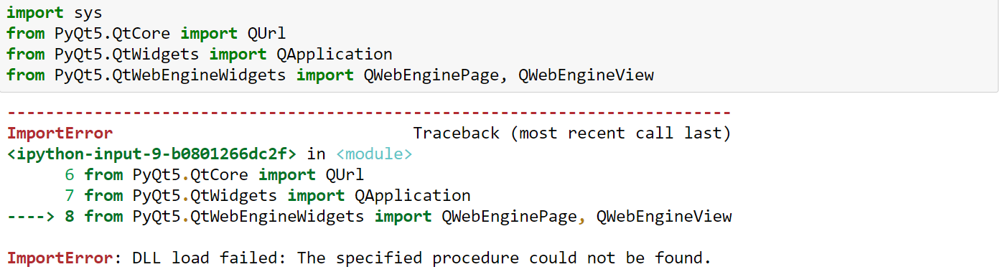 import sys
from PyQt5.QtCore import QUrl
from PyQt5.QtWidgets import QApplication
from PyQt5.QtWebEngineWidgets import QWebEnginePage, QWebEngineView
---------------------------------------------------------------------------
ImportError                               Traceback (most recent call last)
<ipython-input-9-b0801266dc2f> in <module>
      6 from PyQt5.QtCore import QUrl
      7 from PyQt5.QtWidgets import QApplication
----> 8 from PyQt5.QtWebEngineWidgets import QWebEnginePage, QWebEngineView
ImportError: DLL load failed: The specified procedure could not be found.